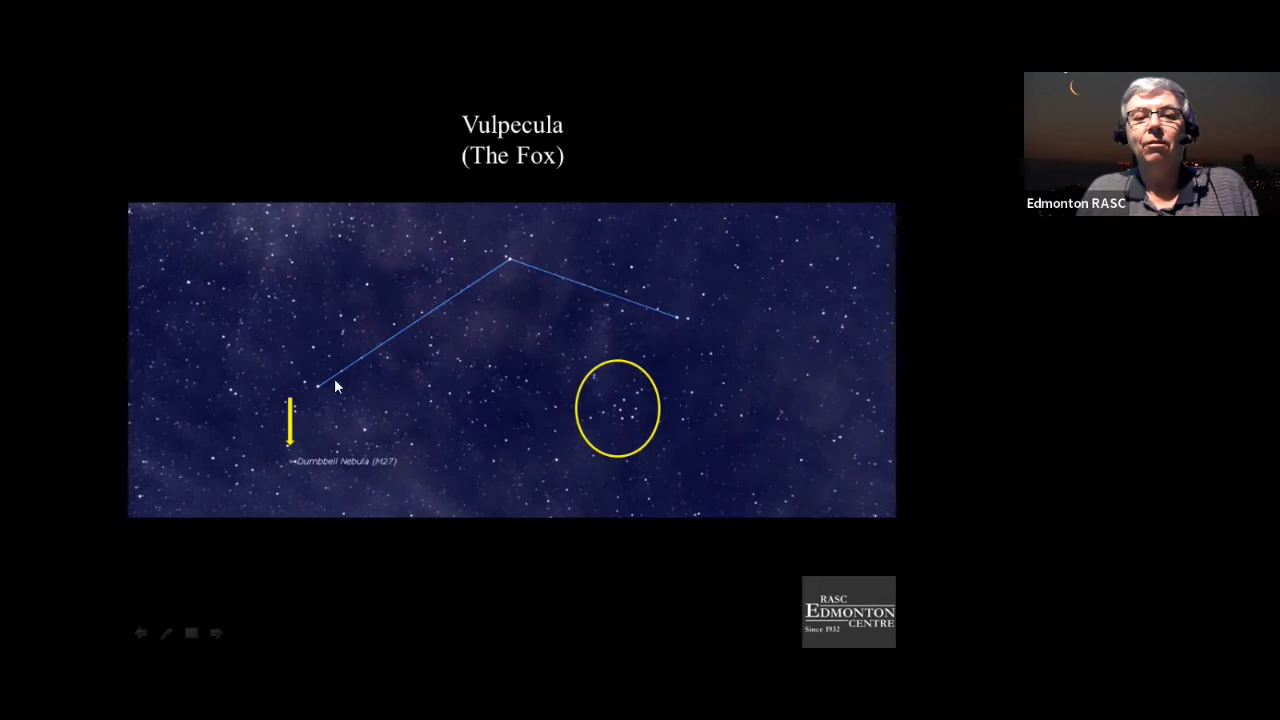 Vulpecula
(The Fox)
Edmonton RASC
Dumbbell Nebula (M27)
RASC
EDMONTON
CENTRE
Since 1932